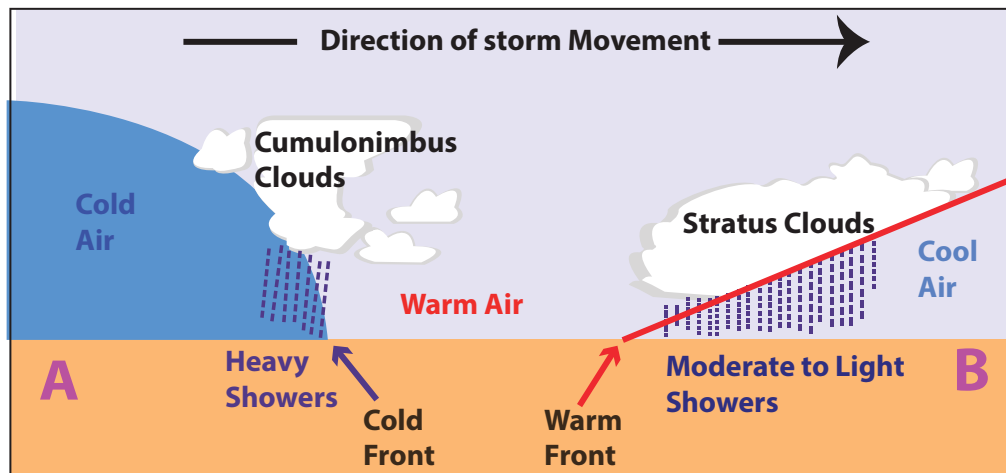 Direction of storm Movement
Cumulonimbus
Clouds
Cold
Air
Stratus Clouds
Cool
Air
Warm Air
A
Heavy
Showers
Cold
Front
Warm
Front
Moderate to Light
Showers
B